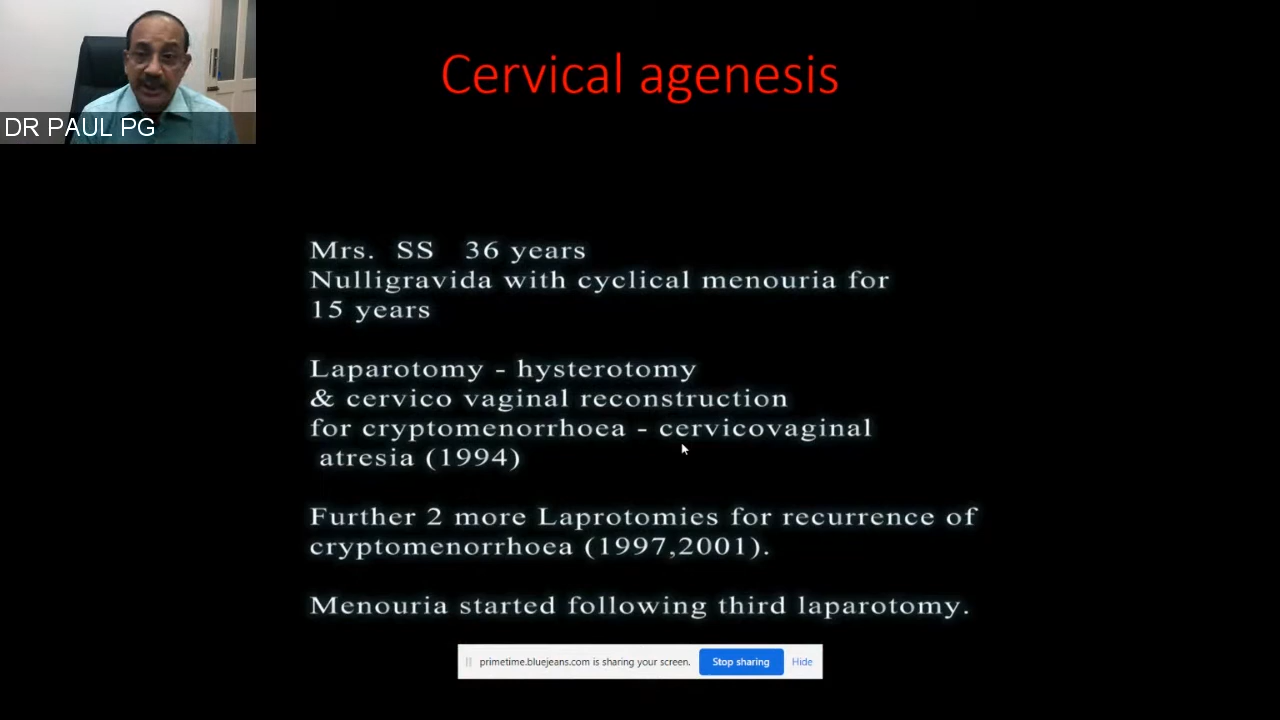 Cervical agenesis
DR PAUL PG
Mrs. SS 36 years
Nulligravida with cyclical menouria for
15 years
Laparotomy - hysterotomy
& cervico vaginal reconstruction
for cryptomenorrhoea - cervicovaginal
atresia (1994)
Further 2 more Laprotomies for recurrence of
cryptomenorrhoea (1997,2001).
Menouria started following third laparotomy.
primetime.bluejeans.com is sharing your screen. Stop sharing Hide